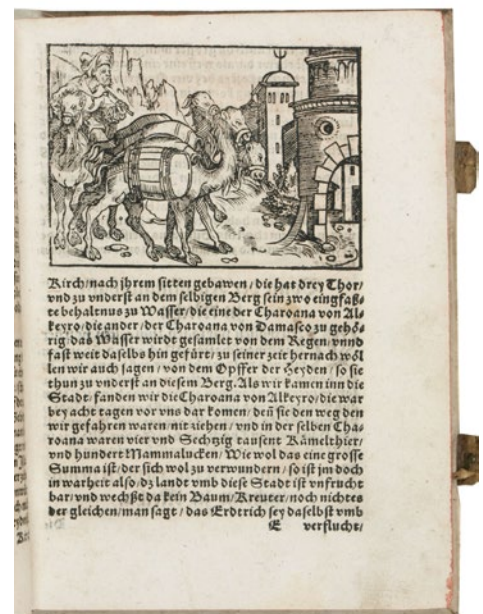 Kirch/nach jhrem sitten gebawen / die hat drey Thor/
vnd zu vnderst an dem selbigen Berg sein zwo eingfaß-
te behaltnus zu Wasser/die eine der Charoana von Al-
keyro/die ander/der Charoana von Damasco zu gehö-
rig/das Wasser wirdt gesamlet von dem Regen/vnnd
fast weit daselbs hin gefürt/zu seiner zeit hernach wöl
len wir auch sagen / von dem Opffer der Heyden/so sie
thun zu vnderst an diesem Berg. Als wir kamen inn die
Stadt/fanden wir die Charoana von Alkeyro/die war
bey acht tagen vor vns dar komen/ deñ sie den weg den
wir gefahren waren/nit ziehen / vnd in der selben Cha-
roana waren vier vnd Sechtzig tausent Kämelthier/
vnd hundert Mammalucken/Wie wol das eine grosse
Summa ist/der sich wol zu verwundern / so ist jm doch
in warheit also/dz landt vmb diese Stadt ist vnfrucht
bar/vnd wechßt da kein Baum/Kreuter/noch nichtes
der gleichen/man sagt / das Erdtrich sey daselbst vmb
E verflucht/